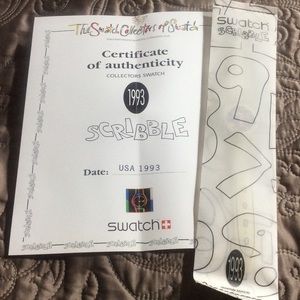 The Swatch Collectors of Swatch
Certificate
of authenticity
COLLECTORS SWATCH
1993
SCRIBBLE
Date: USA 1993
swatch
swatch
SCRIBBLE
1993